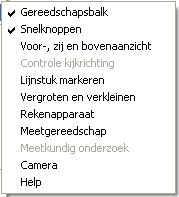 Gereedschapsbalk
Snelknoppen
Voor-, zij en bovenaanzicht
Controle kijkrichting
Lijnstuk markeren
Vergroten en verkleinen
Rekenapparaat
Meetgereedschap
Meetkundig onderzoek
Camera
Help